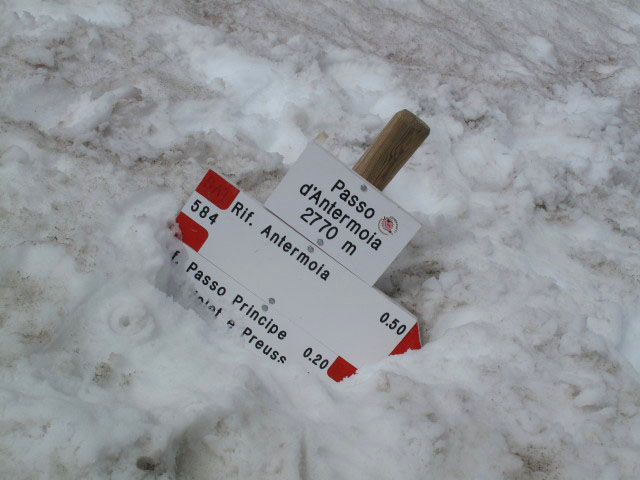 Passo
d'Antermoia
2770 m
Rif. Antermoia
584
0.50
f. Passo Principe
0.20
e Preuss